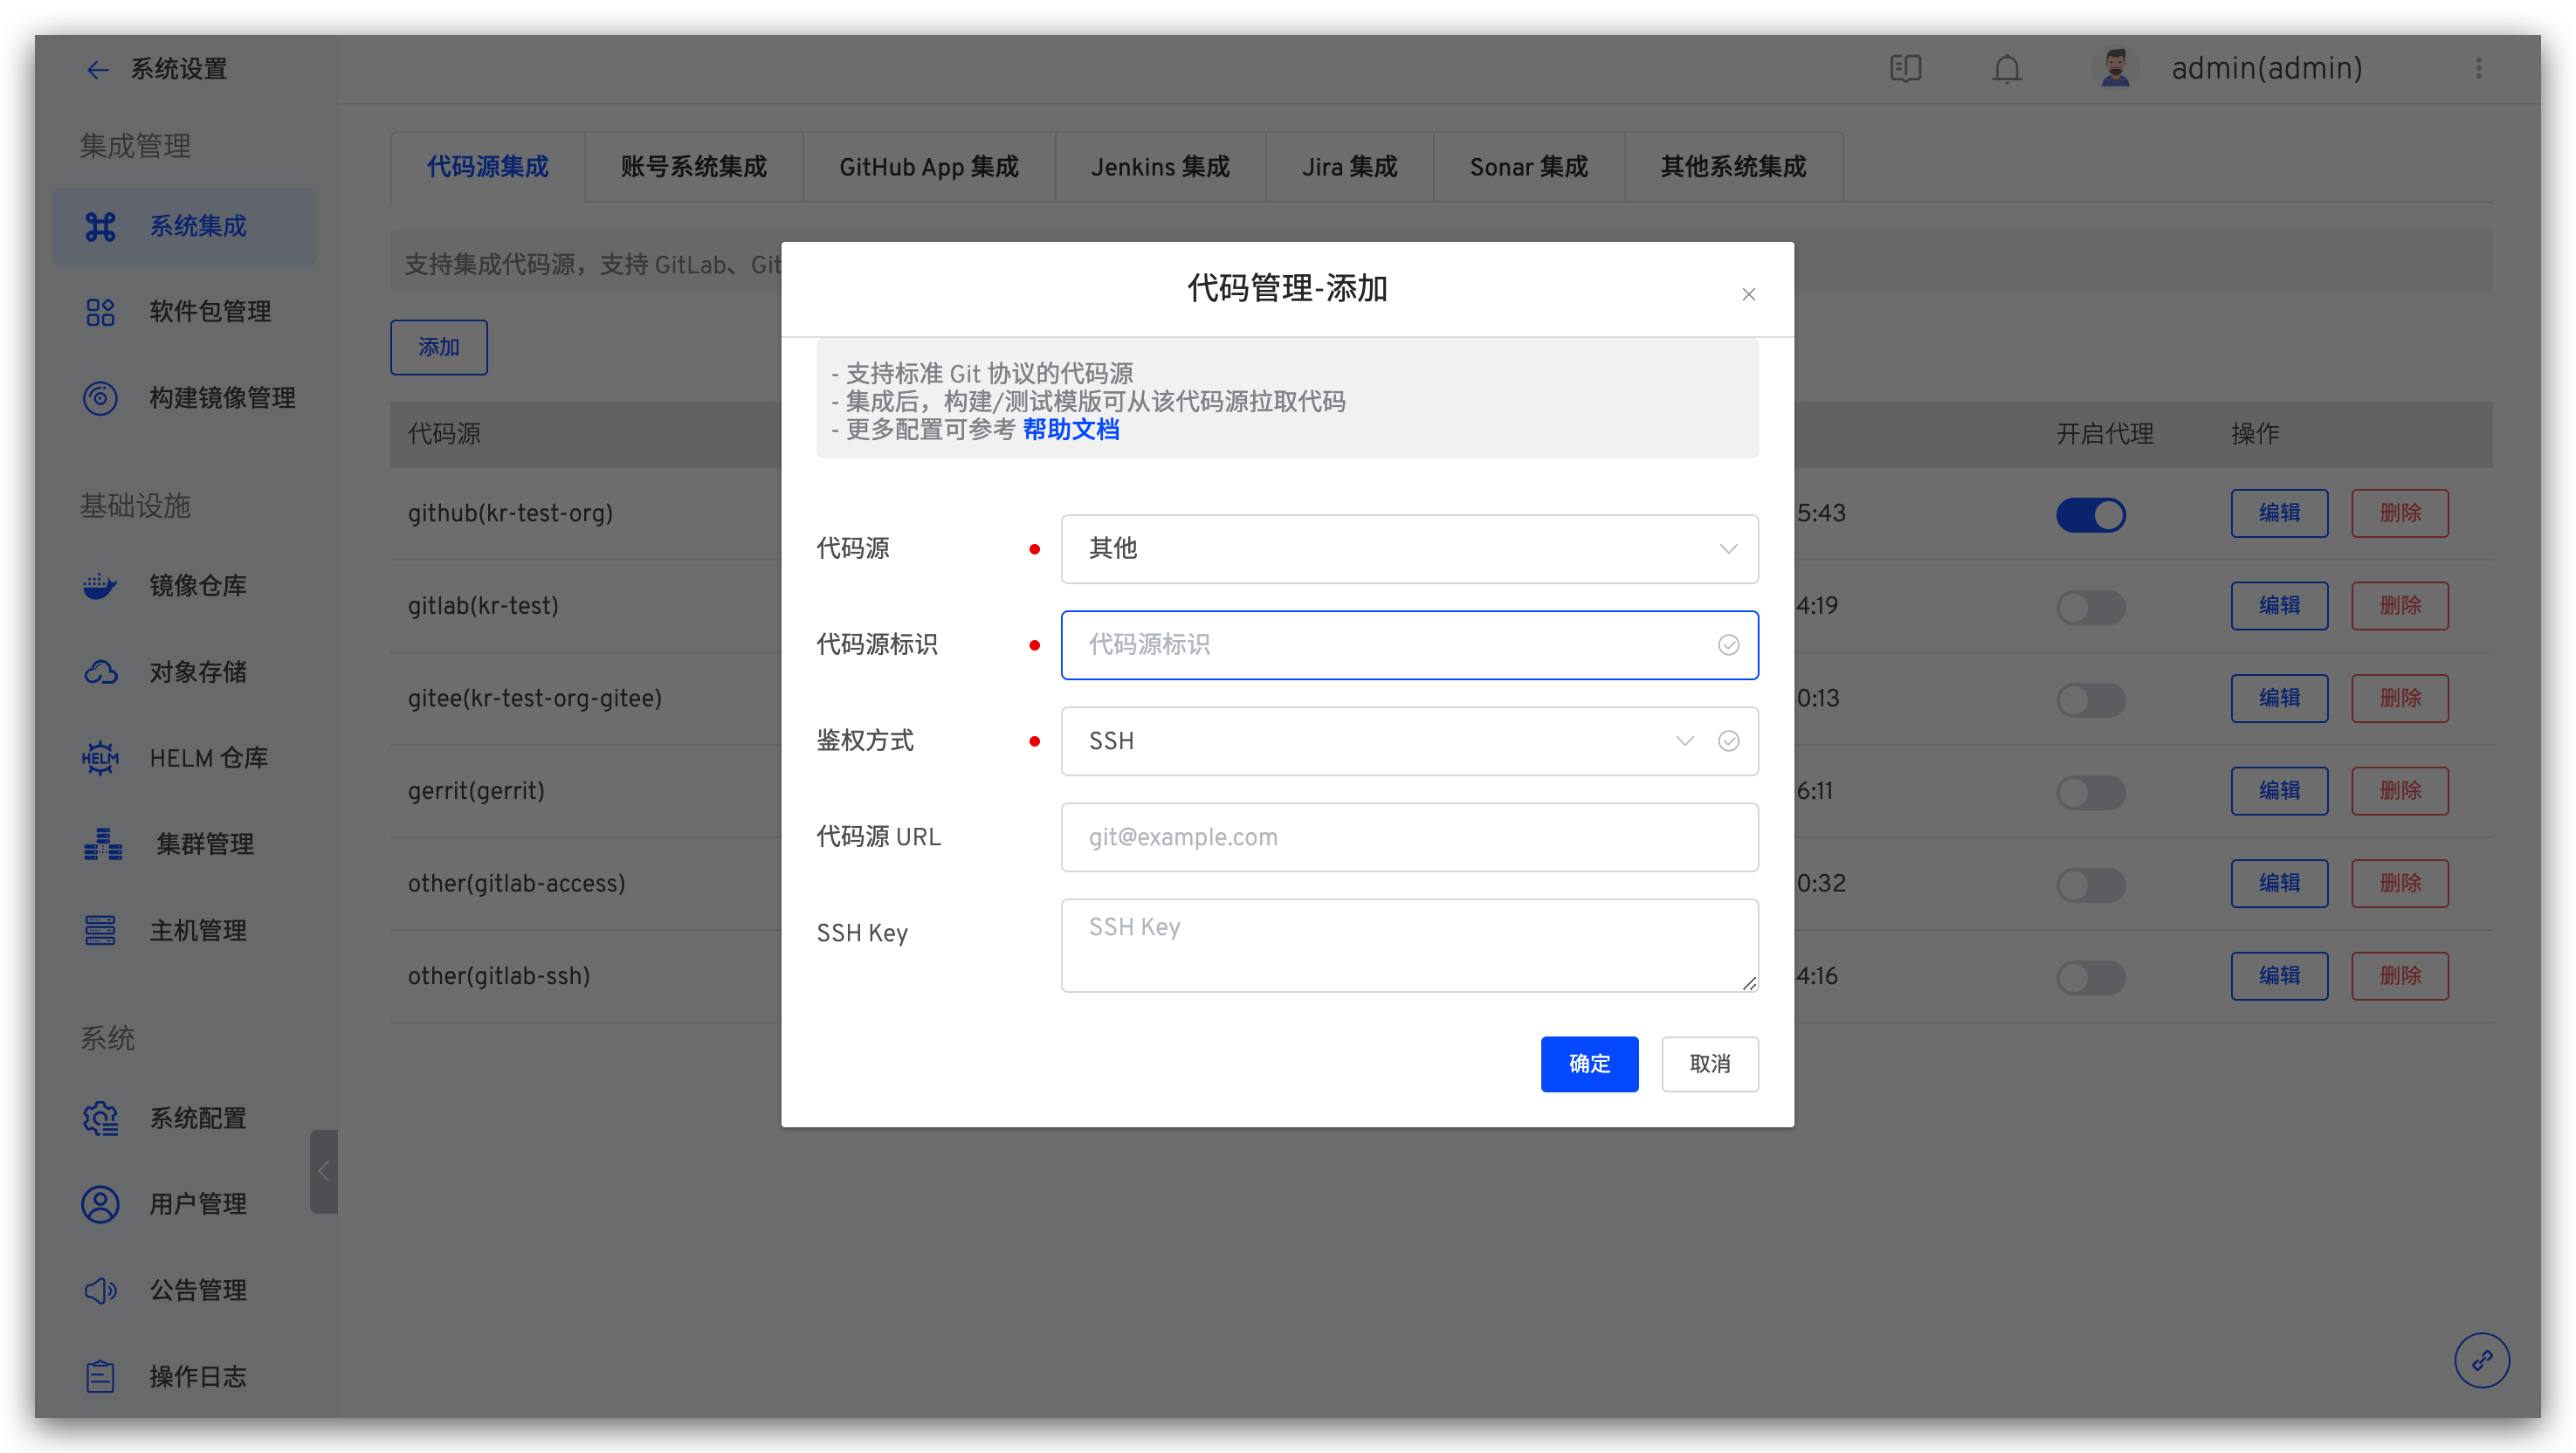 系统设置
admin(admin)
集成管理
系统集成
软件包管理
构建镜像管理
基础设施
镜像仓库
对象存储
HELM
HELM 仓库
集群管理
主机管理
系统
系统配置
用户管理
公告管理
操作日志
代码源集成
账号系统集成
GitHub App 集成
Jenkins 集成
Jira 集成
Sonar 集成
其他系统集成
支持集成代码源，支持 GitLab、Git
添加
代码源
开启代理
操作
github(kr-test-org)
5:43
编辑
删除
gitlab(kr-test)
4:19
编辑
删除
gitee(kr-test-org-gitee)
0:13
编辑
删除
gerrit(gerrit)
6:11
编辑
删除
other(gitlab-access)
0:32
编辑
删除
other(gitlab-ssh)
4:16
编辑
删除
代码管理-添加
- 支持标准 Git 协议的代码源
- 集成后，构建/测试模版可从该代码源拉取代码
- 更多配置可参考 帮助文档
代码源
其他
代码源标识
代码源标识
鉴权方式
SSH
代码源 URL
git@example.com
SSH Key
SSH Key
确定
取消